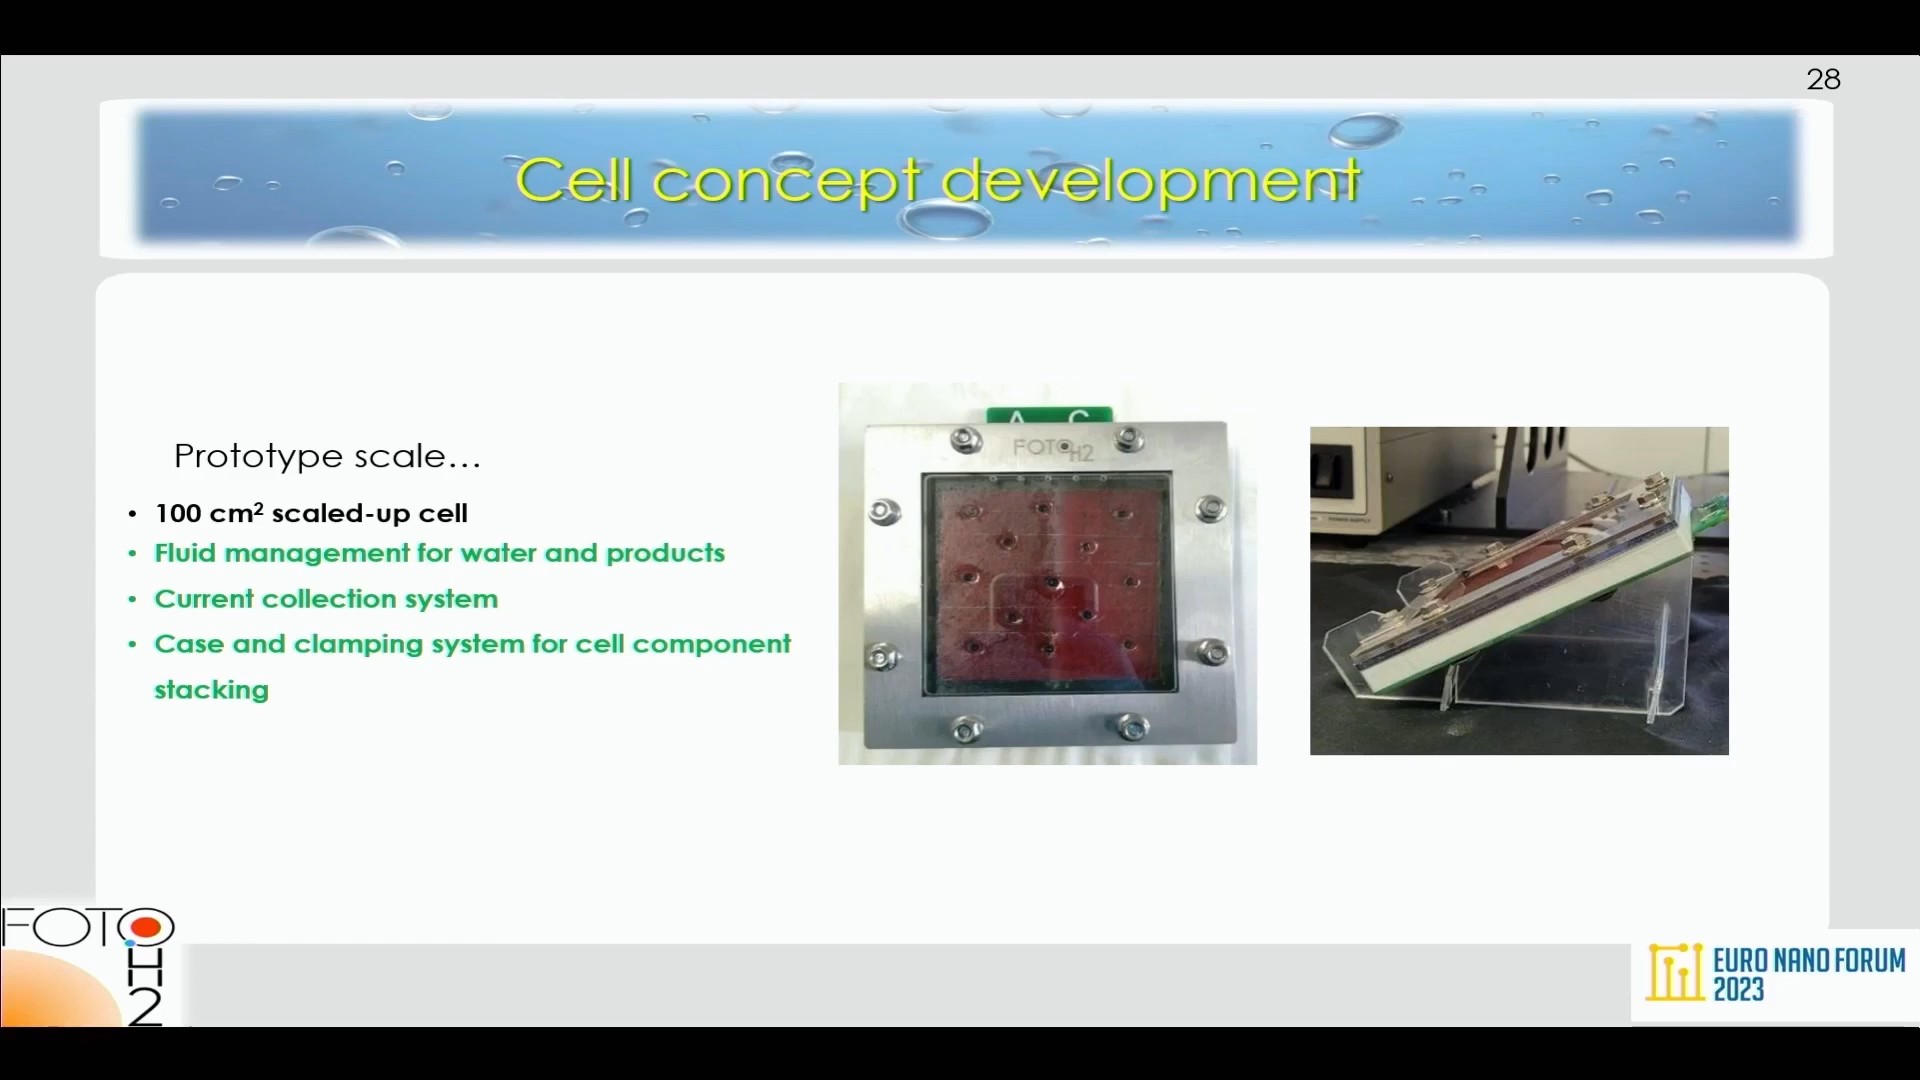 28
Cell concept development
Prototype scale...
• 100 cm² scaled-up cell
• Fluid management for water and products
• Current collection system
• Case and clamping system for cell component
stacking
A C
FOTOH2
FOTO
H2
EURO NANO FORUM
2023